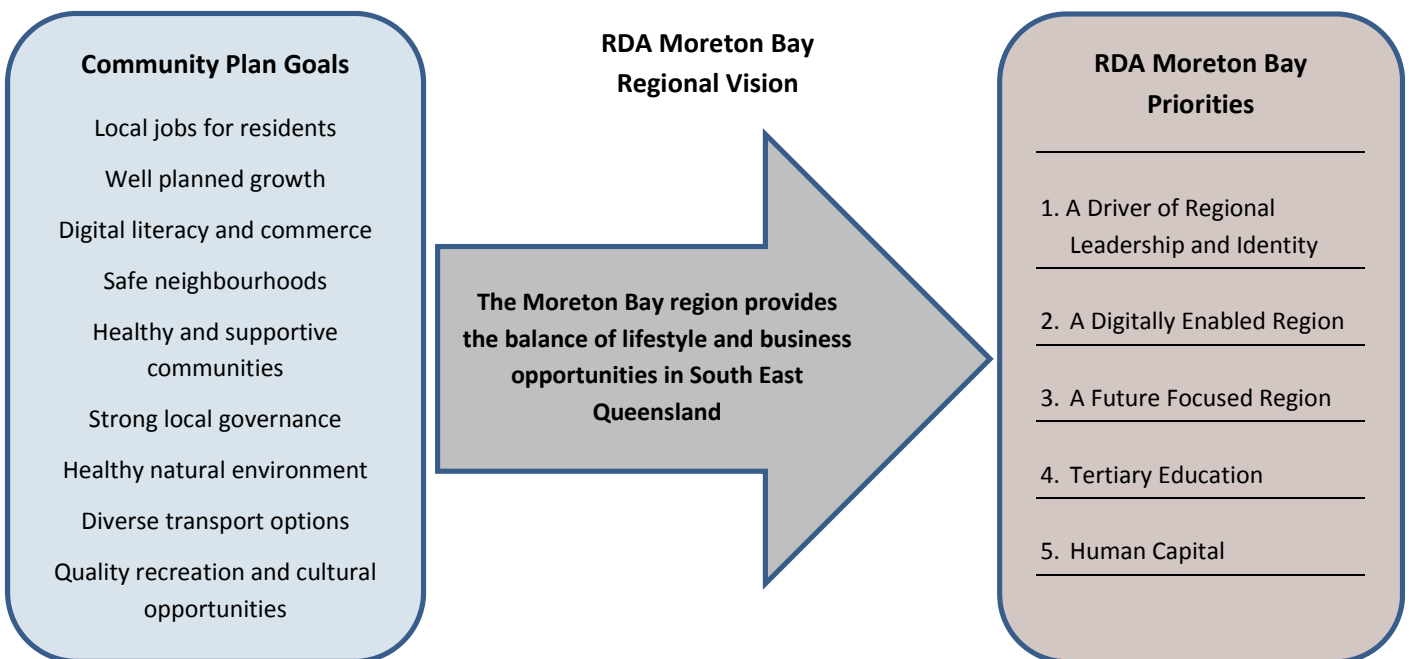 Community Plan Goals
Local jobs for residents
Well planned growth
Digital literacy and commerce
Safe neighbourhoods
Healthy and supportive
communities
Strong local governance
Healthy natural environment
Diverse transport options
Quality recreation and cultural
opportunities
RDA Moreton Bay
Regional Vision
The Moreton Bay region provides
the balance of lifestyle and business
opportunities in South East
Queensland
RDA Moreton Bay
Priorities
1. A Driver of Regional
Leadership and Identity
2. A Digitally Enabled Region
3. A Future Focused Region
4. Tertiary Education
5. Human Capital